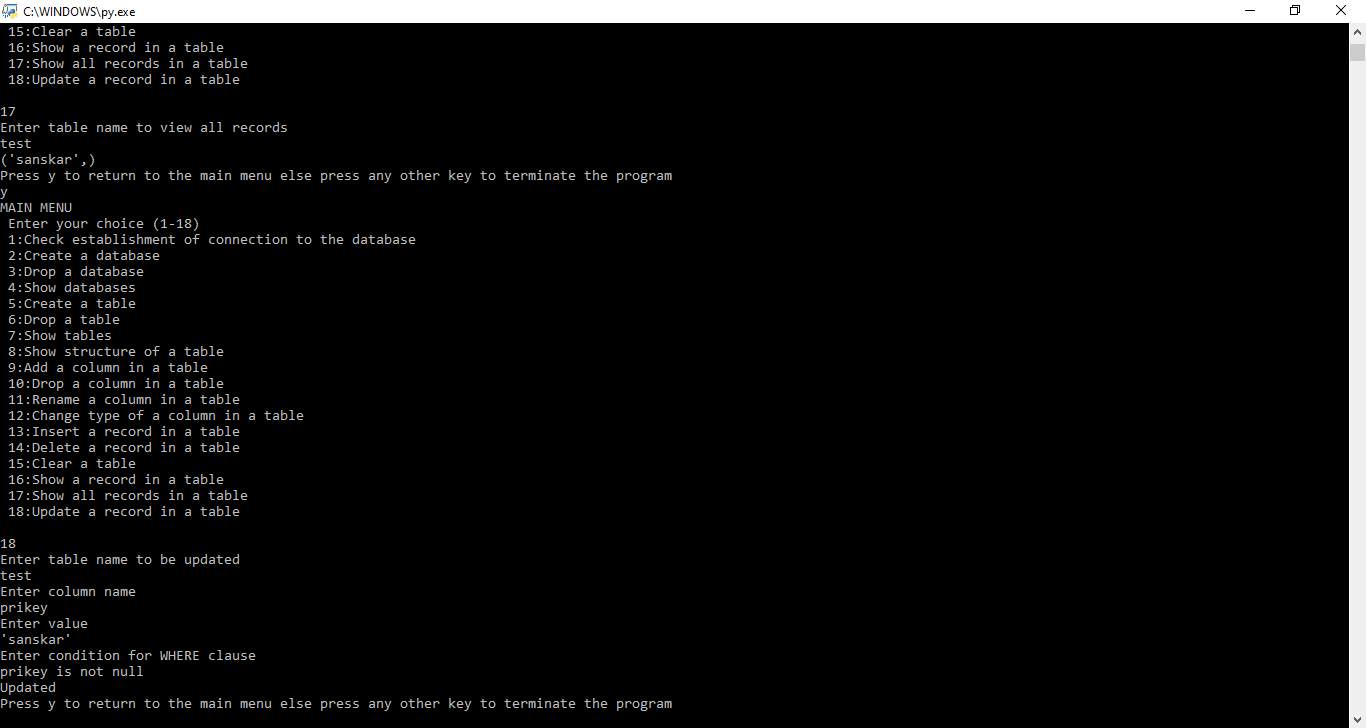 C:\WINDOWS\py.exe
15:Clear a table
16:Show a record in a table
17:Show all records in a table
18:Update a record in a table
17
Enter table name to view all records
test
('sanskar',)
Press y to return to the main menu else press any other key to terminate the program
y
MAIN MENU
Enter your choice (1-18)
1:Check establishment of connection to the database
2:Create a database
3:Drop a database
4:Show databases
5:Create a table
6:Drop a table
7:Show tables
8:Show structure of a table
9:Add a column in a table
10:Drop a column in a table
11:Rename a column in a table
12:Change type of a column in a table
13:Insert a record in a table
14:Delete a record in a table
15:Clear a table
16:Show a record in a table
17:Show all records in a table
18:Update a record in a table
18
Enter table name to be updated
test
Enter column name
prikey
Enter value
'sanskar'
Enter condition for WHERE clause
prikey is not null
Updated
Press y to return to the main menu else press any other key to terminate the program